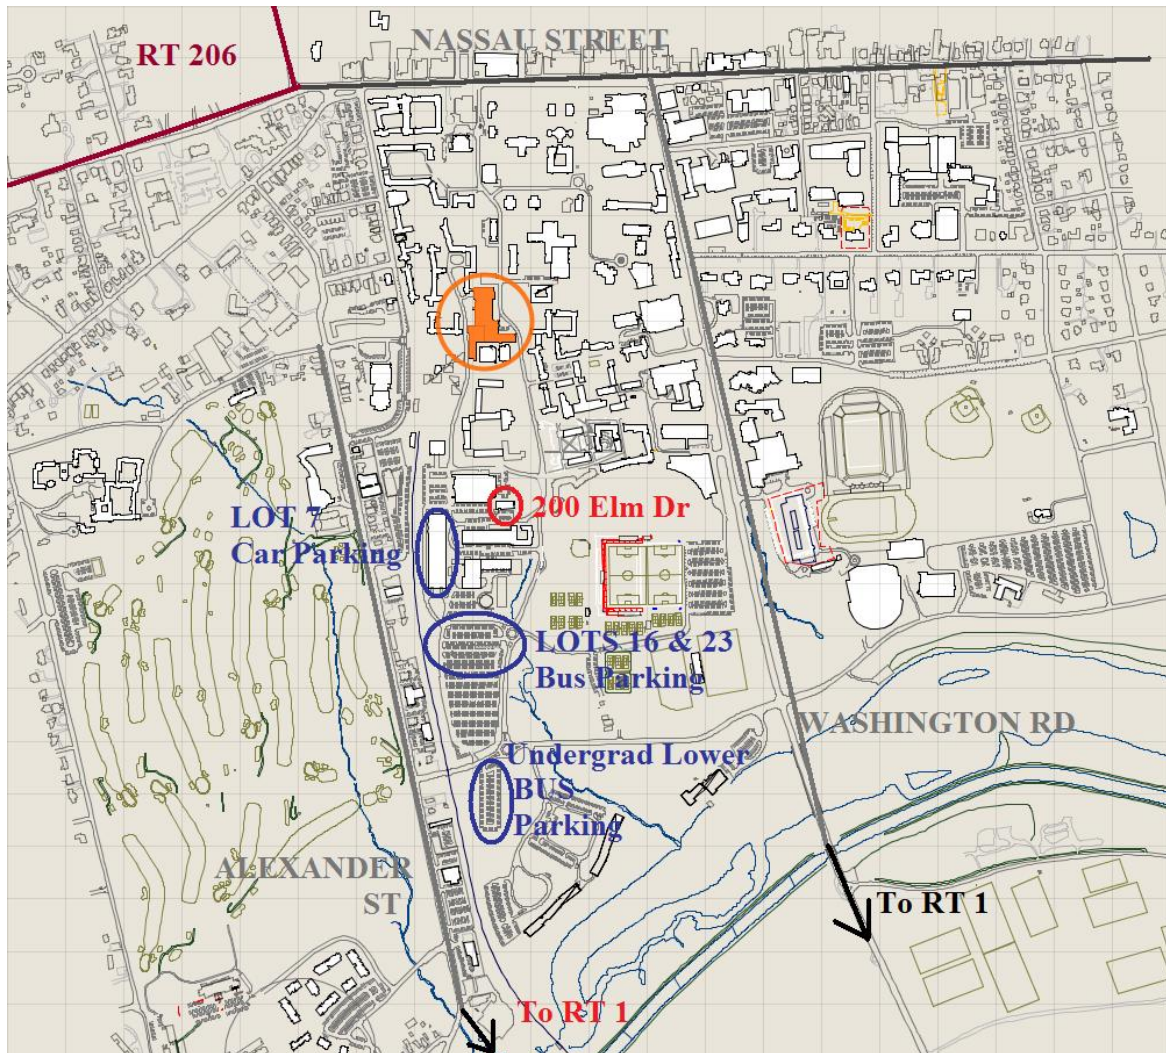 NASSAU STREET
RT 206
200 Elm Dr
LOT 7
Car Parking
LOTS 16 & 23
Bus Parking
WASHINGTON RD
Undergrad Lower
BUS
Parking
ALEXANDER
ST
To RT 1
To RT 1